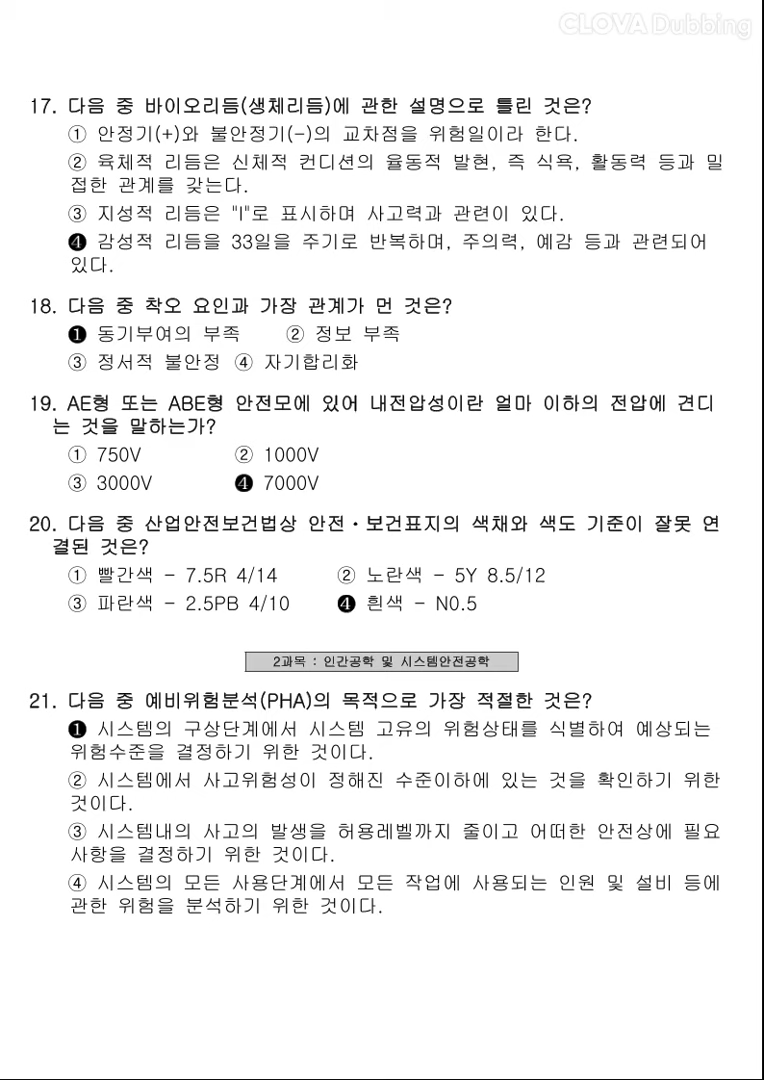 CLOVA Dubbing
17. 다음 중 바이오리듬(생체리듬)에 관한 설명으로 틀린 것은?
① 안정기(+)와 불안정기(-)의 교차점을 위험일이라 한다.
② 육체적 리듬은 신체적 컨디션의 율동적 발현, 즉 식욕, 활동력 등과 밀
접한 관계를 갖는다.
③ 지성적 리듬은 "I"로 표시하며 사고력과 관련이 있다.
❹ 감성적 리듬을 33일을 주기로 반복하며, 주의력, 예감 등과 관련되어
있다.
18. 다음 중 착오 요인과 가장 관계가 먼 것은?
❶ 동기부여의 부족 ② 정보 부족
③ 정서적 불안정 ④ 자기합리화
19. AE형 또는 ABE형 안전모에 있어 내전압성이란 얼마 이하의 전압에 견디
는 것을 말하는가?
① 750V ② 1000V
③ 3000V ❹ 7000V
20. 다음 중 산업안전보건법상 안전・보건표지의 색채와 색도 기준이 잘못 연
결된 것은?
① 빨간색 - 7.5R 4/14 ② 노란색 - 5Y 8.5/12
③ 파란색 - 2.5PB 4/10 ❹ 흰색 - N0.5
2과목 : 인간공학 및 시스템안전공학
21. 다음 중 예비위험분석(PHA)의 목적으로 가장 적절한 것은?
❶ 시스템의 구상단계에서 시스템 고유의 위험상태를 식별하여 예상되는
위험수준을 결정하기 위한 것이다.
② 시스템에서 사고위험성이 정해진 수준이하에 있는 것을 확인하기 위한
것이다.
③ 시스템내의 사고의 발생을 허용레벨까지 줄이고 어떠한 안전상에 필요
사항을 결정하기 위한 것이다.
④ 시스템의 모든 사용단계에서 모든 작업에 사용되는 인원 및 설비 등에
관한 위험을 분석하기 위한 것이다.